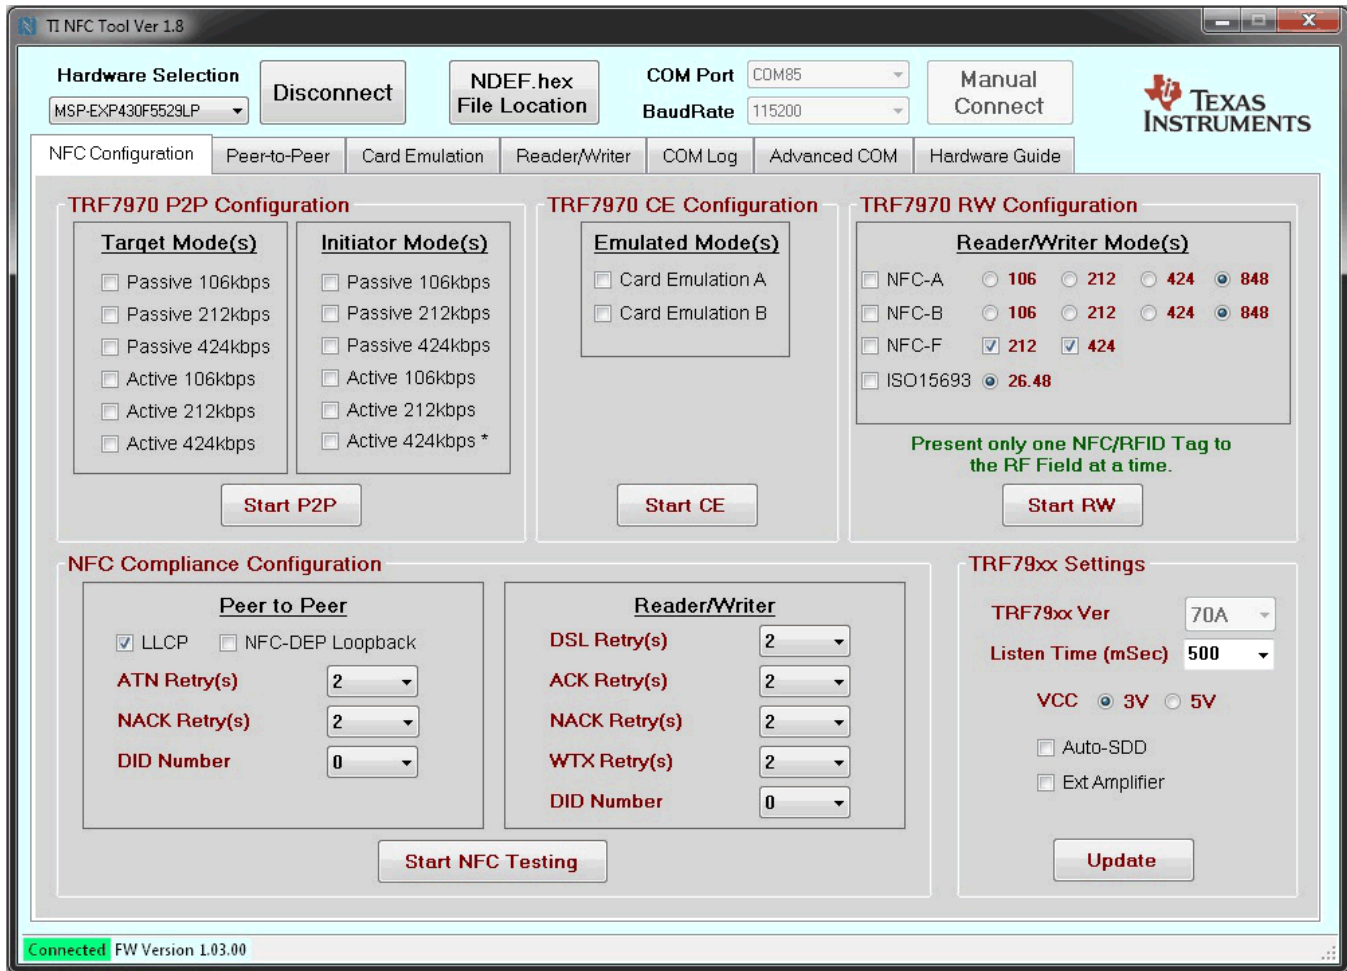 TI NFC Tool Ver 1.8
Hardware Selection
MSP-EXP430F5529LP
Disconnect
NDEF.hex
File Location
COM Port COM85
BaudRate 115200
Manual
Connect
TEXAS
INSTRUMENTS
NFC Configuration Peer-to-Peer Card Emulation Reader/Writer COM Log Advanced COM Hardware Guide
TRF7970 P2P Configuration
Target Mode(s)
Passive 106kbps
Passive 212kbps
Passive 424kbps
Active 106kbps
Active 212kbps
Active 424kbps
Initiator Mode(s)
Passive 106kbps
Passive 212kbps
Passive 424kbps
Active 106kbps
Active 212kbps
Active 424kbps *
Start P2P
TRF7970 CE Configuration
Emulated Mode(s)
Card Emulation A
Card Emulation B
Start CE
TRF7970 RW Configuration
Reader/Writer Mode(s)
NFC-A 106 212 424 848
NFC-B 106 212 424 848
NFC-F 212 424
ISO15693 26.48
Present only one NFC/RFID Tag to
the RF Field at a time.
Start RW
NFC Compliance Configuration
Peer to Peer
LLCP NFC-DEP Loopback
ATN Retry(s) 2
NACK Retry(s) 2
DID Number 0
Reader/Writer
DSL Retry(s) 2
ACK Retry(s) 2
NACK Retry(s) 2
WTX Retry(s) 2
DID Number 0
Start NFC Testing
TRF79xx Settings
TRF79xx Ver 70A
Listen Time (mSec) 500
VCC 3V 5V
Auto-SDD
Ext Amplifier
Update
Connected FW Version 1.03.00